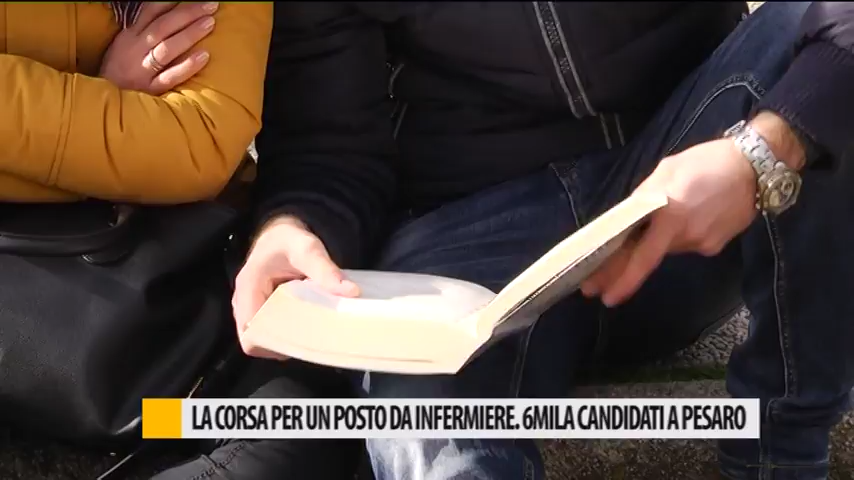 LA CORSA PER UN POSTO DA INFERMIERE. 6MILA CANDIDATI A PESARO